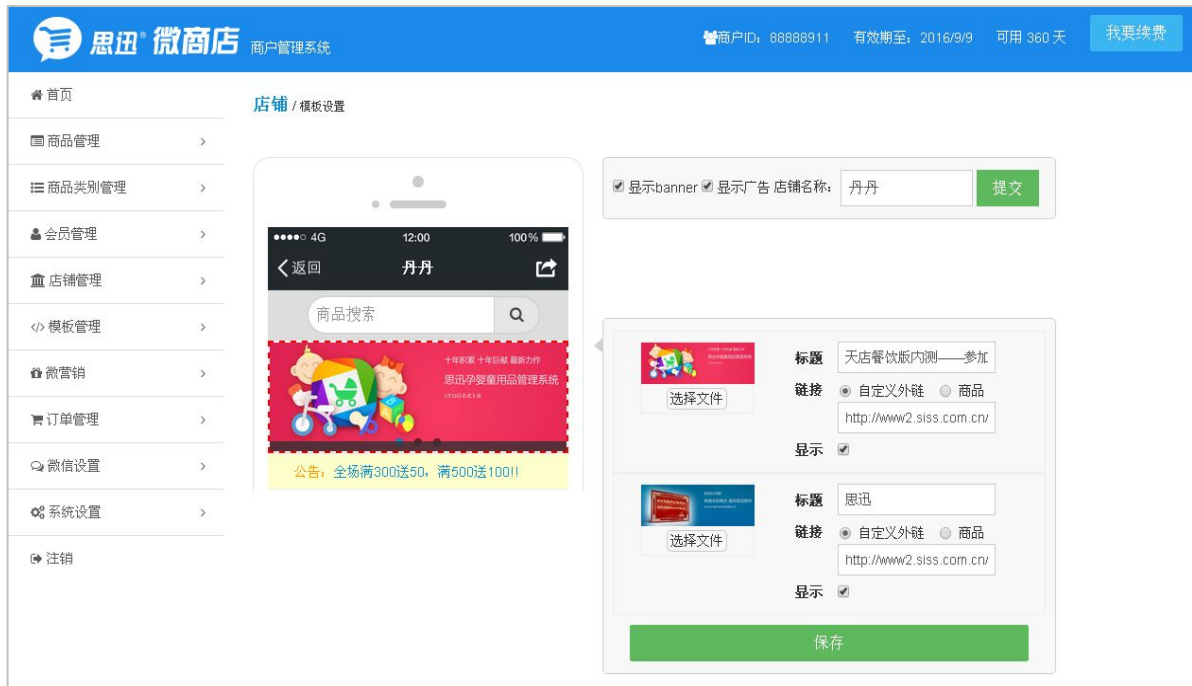 思迅® 微商店 商户管理系统 商户ID：88888911 有效期至：2016/9/9 可用 360 天 我要续费
首页
商品管理
商品类别管理
会员管理
店铺管理
模板管理
微营销
订单管理
微信设置
系统设置
注销
店铺 / 模板设置
4G 12:00 100%
返回 丹丹
商品搜索
十年积累 十年巨献 最新力作
思迅孕婴童用品管理系统
公告：全场满300送50，满500送100!!
显示banner 显示广告 店铺名称： 丹丹 提交
选择文件
标题 天店餐饮版内测——参加
链接 自定义外链 商品
http://www2.siss.com.cn/
显示
选择文件
标题 思迅
链接 自定义外链 商品
http://www2.siss.com.cn/
显示
保存